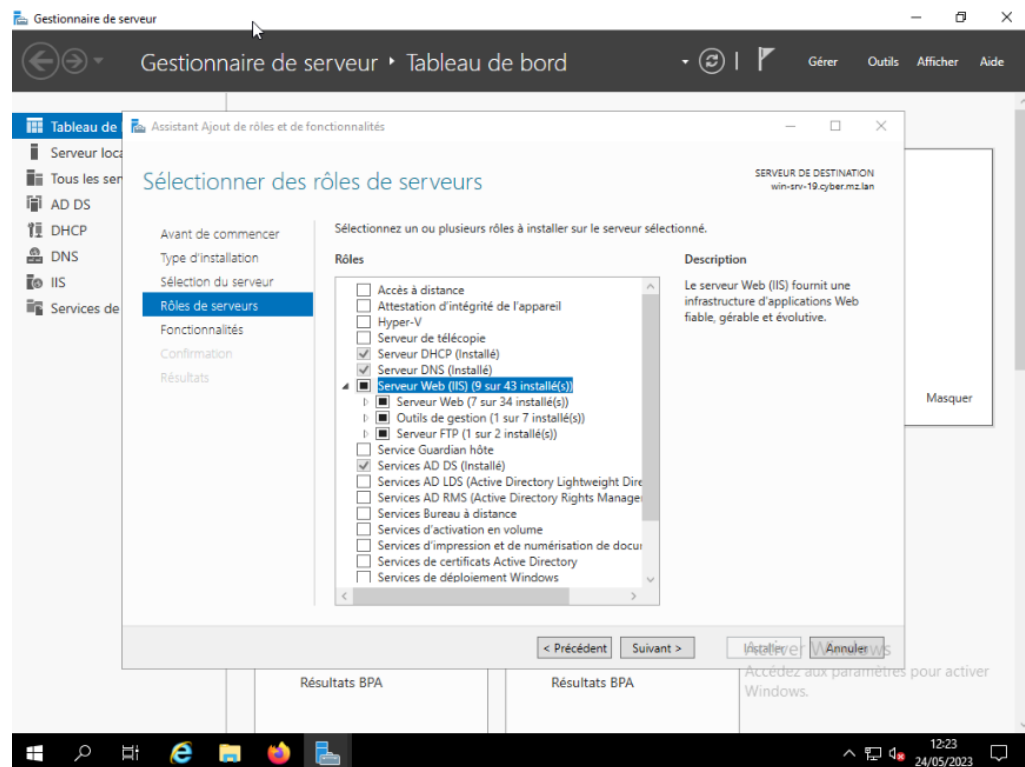 Gestionnaire de serveur
Gestionnaire de serveur ‣ Tableau de bord
Gérer
Outils
Afficher
Aide
Tableau de
Serveur loca
Tous les ser
AD DS
DHCP
DNS
IIS
Services de
Assistant Ajout de rôles et de fonctionnalités
Sélectionner des rôles de serveurs
SERVEUR DE DESTINATION
win-srv-19.cyber.mz.lan
Avant de commencer
Type d'installation
Sélection du serveur
Rôles de serveurs
Fonctionnalités
Confirmation
Résultats
Sélectionnez un ou plusieurs rôles à installer sur le serveur sélectionné.
Rôles
Accès à distance
Attestation d'intégrité de l'appareil
Hyper-V
Serveur de télécopie
Serveur DHCP (Installé)
Serveur DNS (Installé)
Serveur Web (IIS) (9 sur 43 installé(s))
Serveur Web (7 sur 34 installé(s))
Outils de gestion (1 sur 7 installé(s))
Serveur FTP (1 sur 2 installé(s))
Service Guardian hôte
Services AD DS (Installé)
Services AD LDS (Active Directory Lightweight Dire
Services AD RMS (Active Directory Rights Manage
Services Bureau à distance
Services d'activation en volume
Services d'impression et de numérisation de docu
Services de certificats Active Directory
Services de déploiement Windows
Description
Le serveur Web (IIS) fournit une
infrastructure d'applications Web
fiable, gérable et évolutive.
Masquer
< Précédent
Suivant >
Installer
Annuler
Activer Windows
Accédez aux paramètres pour activer
Windows.
Résultats BPA
Résultats BPA
12:23
24/05/2023